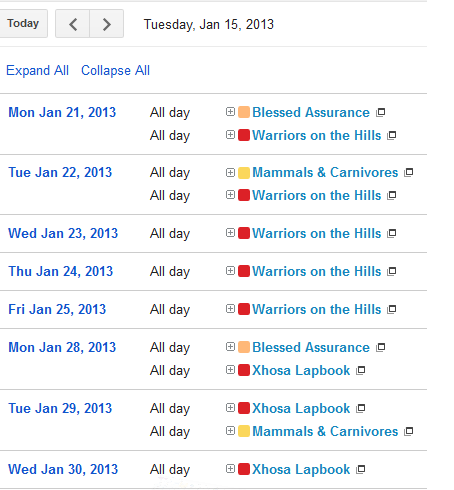 Today Tuesday, Jan 15, 2013
Expand All Collapse All
Mon Jan 21, 2013 All day Blessed Assurance
All day Warriors on the Hills
Tue Jan 22, 2013 All day Mammals & Carnivores
All day Warriors on the Hills
Wed Jan 23, 2013 All day Warriors on the Hills
Thu Jan 24, 2013 All day Warriors on the Hills
Fri Jan 25, 2013 All day Warriors on the Hills
Mon Jan 28, 2013 All day Blessed Assurance
All day Xhosa Lapbook
Tue Jan 29, 2013 All day Xhosa Lapbook
All day Mammals & Carnivores
Wed Jan 30, 2013 All day Xhosa Lapbook